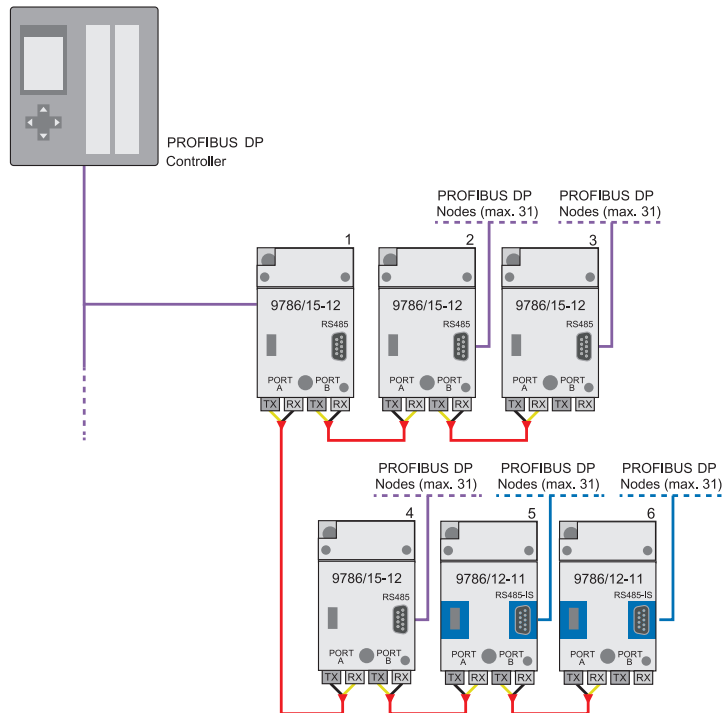 PROFIBUS DP
Controller
PROFIBUS DP
Nodes (max. 31)
PROFIBUS DP
Nodes (max. 31)
1
2
3
9786/15-12
RS485
PORT
A
PORT
B
TX RX TX RX
9786/15-12
RS485
PORT
A
PORT
B
TX RX TX RX
9786/15-12
RS485
PORT
A
PORT
B
TX RX TX RX
PROFIBUS DP
Nodes (max. 31)
PROFIBUS DP
Nodes (max. 31)
PROFIBUS DP
Nodes (max. 31)
4
5
6
9786/15-12
RS485
PORT
A
PORT
B
TX RX TX RX
9786/12-11
RS485-IS
PORT
A
PORT
B
TX RX TX RX
9786/12-11
RS485-IS
PORT
A
PORT
B
TX RX TX RX